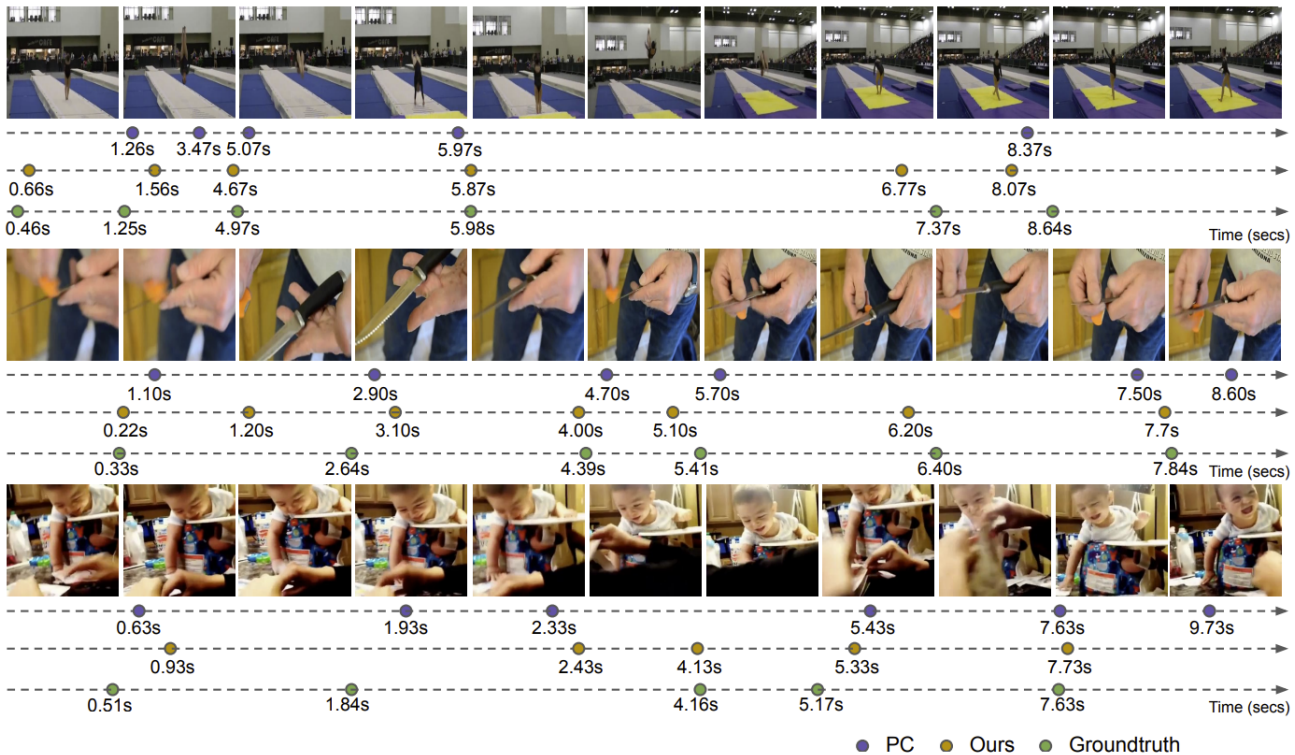 1.26s 3.47s 5.07s 5.97s 8.37s
0.66s 1.56s 4.67s 5.87s 6.77s 8.07s
0.46s 1.25s 4.97s 5.98s 7.37s 8.64s Time (secs)
1.10s 2.90s 4.70s 5.70s 7.50s 8.60s
0.22s 1.20s 3.10s 4.00s 5.10s 6.20s 7.7s
0.33s 2.64s 4.39s 5.41s 6.40s 7.84s Time (secs)
0.63s 1.93s 2.33s 5.43s 7.63s 9.73s
0.93s 2.43s 4.13s 5.33s 7.73s
0.51s 1.84s 4.16s 5.17s 7.63s Time (secs)
PC Ours Groundtruth